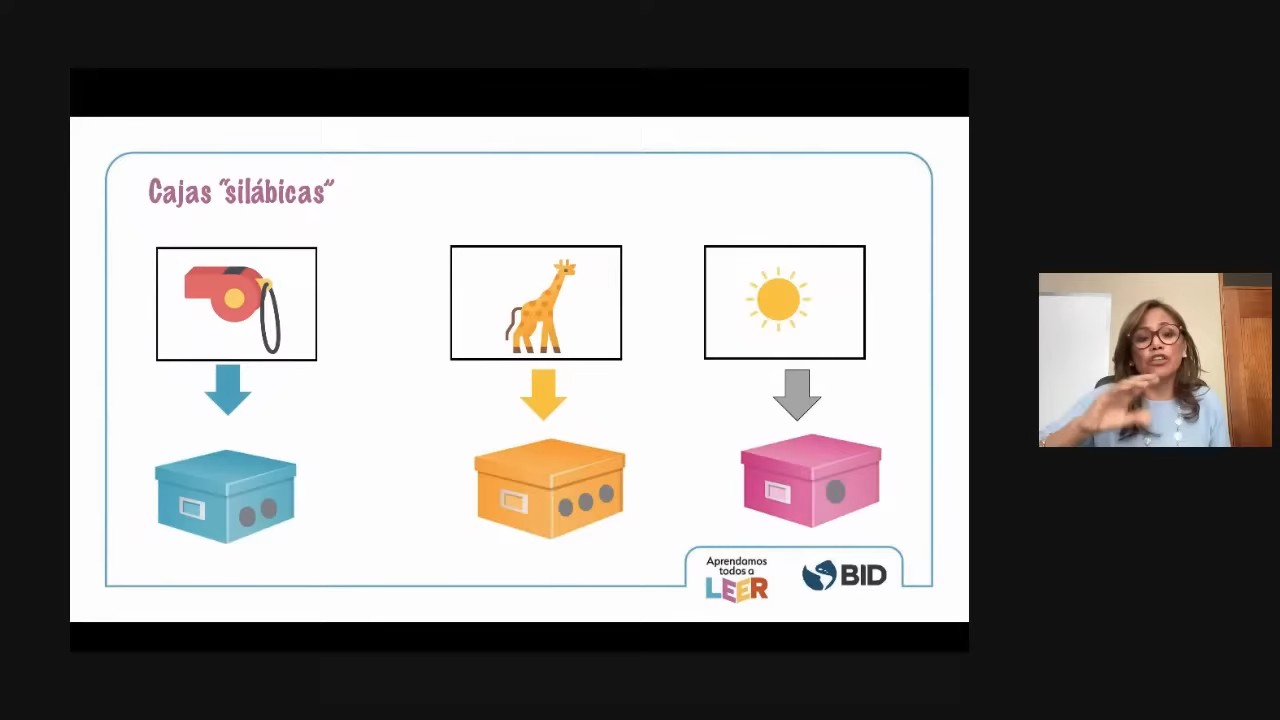 Cajas “silábicas”
Aprendamos
todos a
LEER
BID